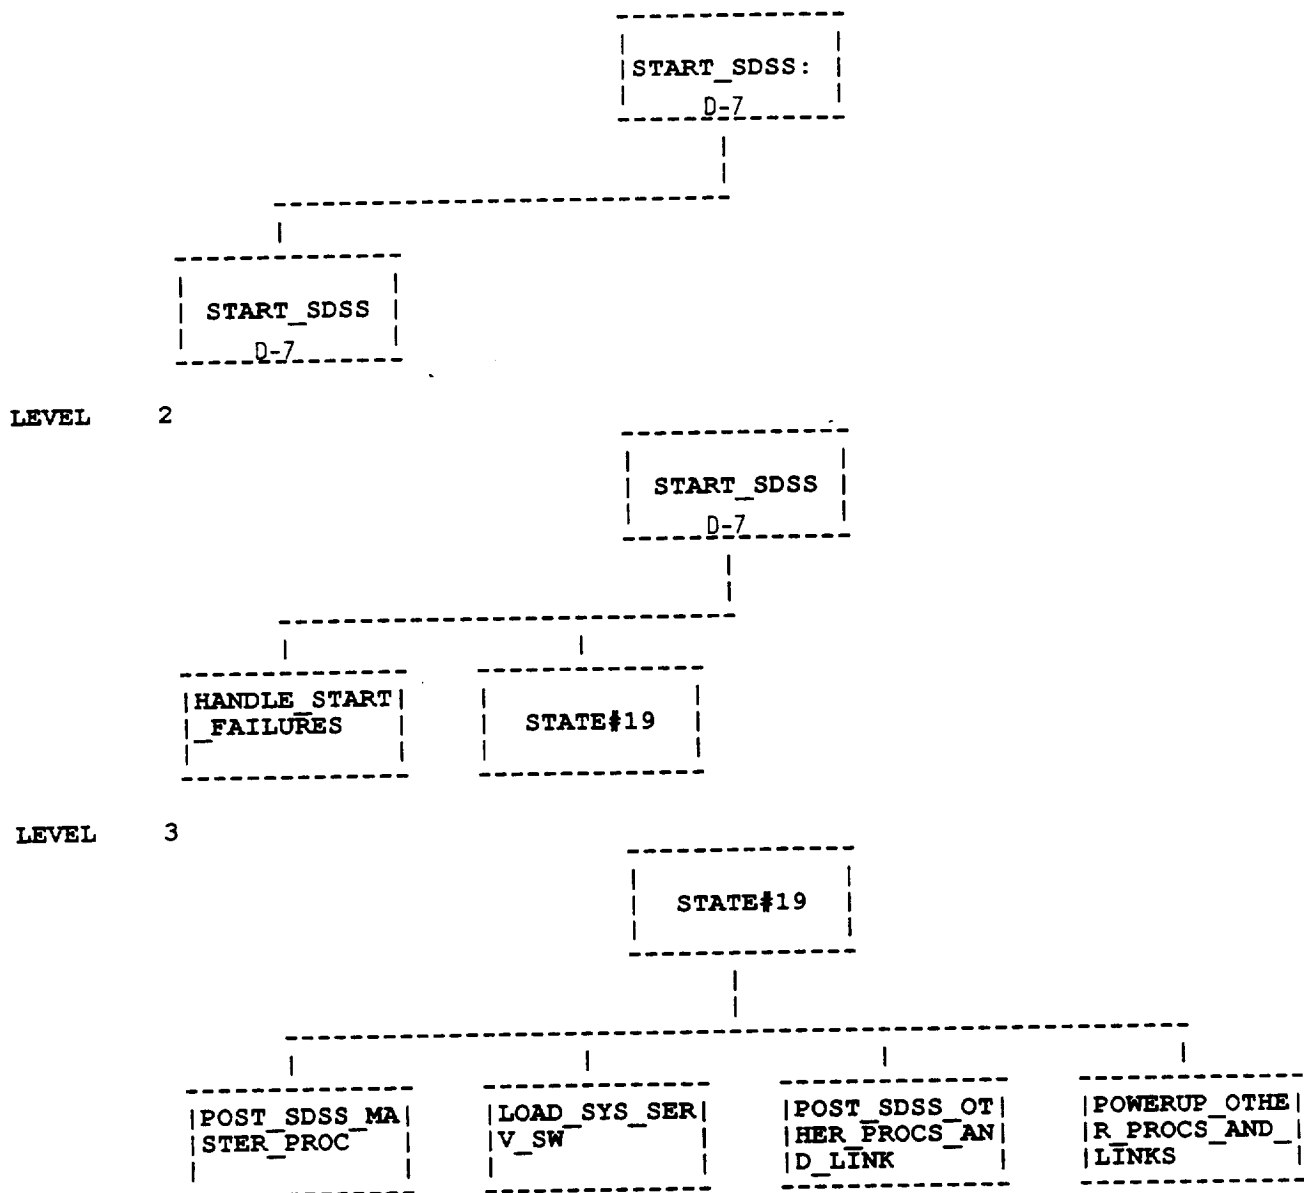 START_SDSS:
D-7
START_SDSS
D-7
LEVEL 2
START_SDSS
D-7
HANDLE_START
_FAILURES
STATE#19
LEVEL 3
STATE#19
POST_SDSS_MA
STER_PROC
LOAD_SYS_SER
V_SW
POST_SDSS_OT
HER_PROCS_AN
D_LINK
POWERUP_OTHE
R_PROCS_AND_
LINKS